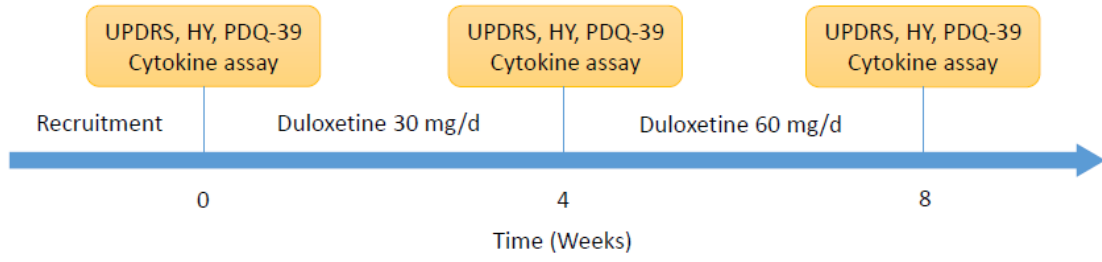 UPDRS, HY, PDQ-39
Cytokine assay
UPDRS, HY, PDQ-39
Cytokine assay
UPDRS, HY, PDQ-39
Cytokine assay
Recruitment
Duloxetine 30 mg/d
Duloxetine 60 mg/d
0
4
8
Time (Weeks)